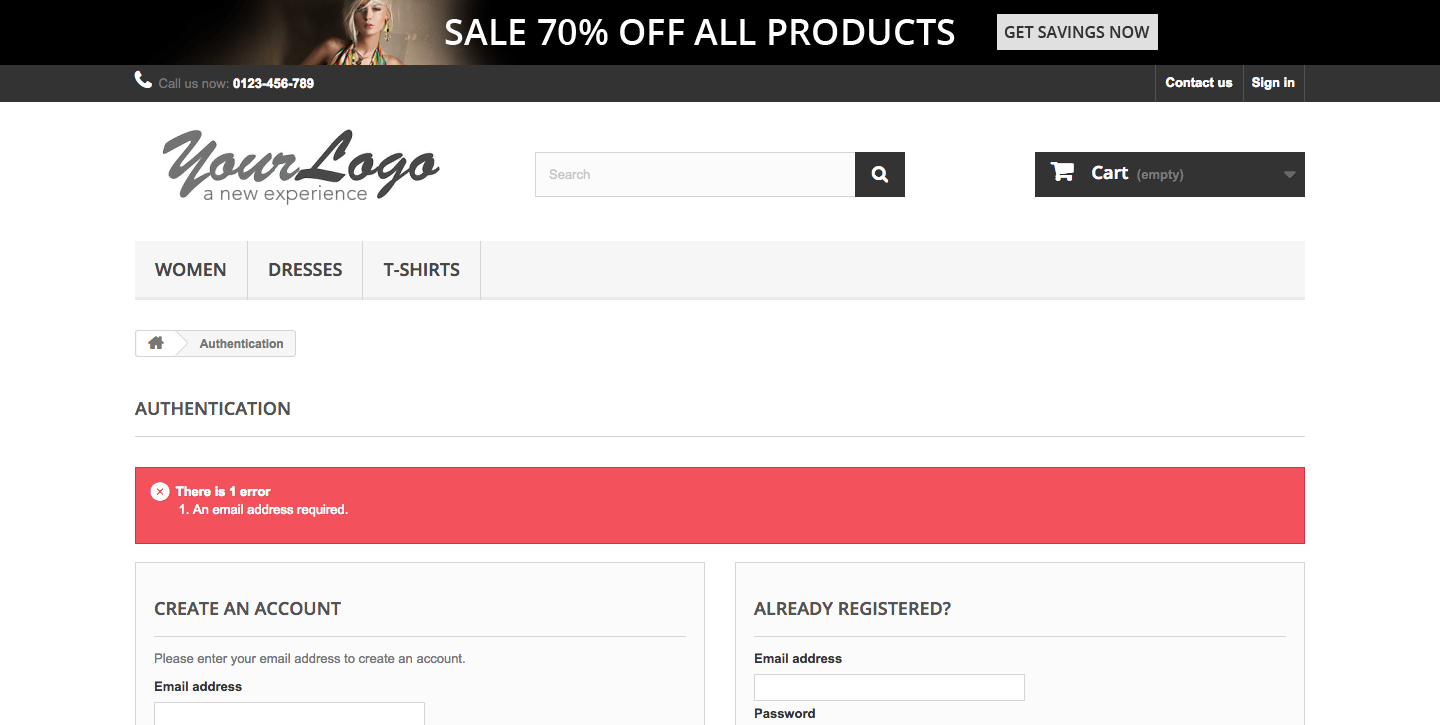 SALE 70% OFF ALL PRODUCTS
GET SAVINGS NOW
Call us now: 0123-456-789
Contact us
Sign in
YourLogo
a new experience
Search
Cart (empty)
WOMEN
DRESSES
T-SHIRTS
Authentication
AUTHENTICATION
There is 1 error
1. An email address required.
CREATE AN ACCOUNT
Please enter your email address to create an account.
Email address
ALREADY REGISTERED?
Email address
Password